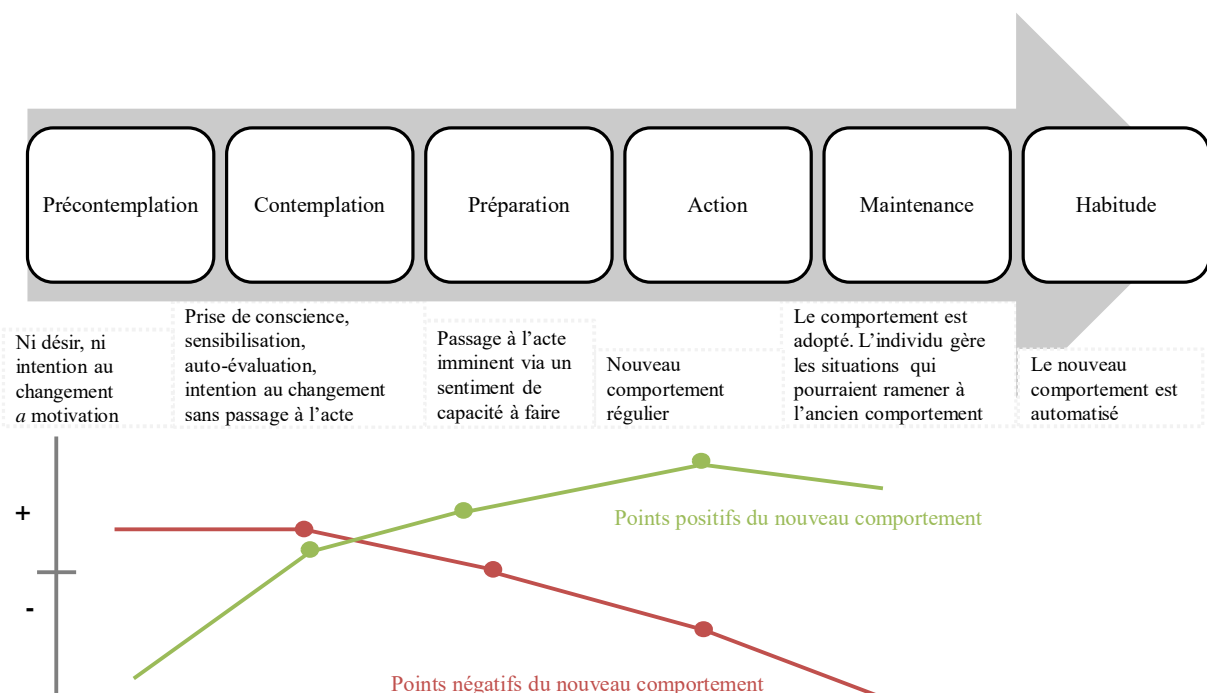 Précontemplation
Contemplation
Préparation
Action
Maintenance
Habitude
Ni désir, ni
intention au
changement
a motivation
Prise de conscience,
sensibilisation,
auto-évaluation,
intention au changement
sans passage à l’acte
Passage à l’acte
imminent via un
sentiment de
capacité à faire
Nouveau
comportement
régulier
Le comportement est
adopté. L’individu gère
les situations qui
pourraient ramener à
l’ancien comportement
Le nouveau
comportement est
automatisé
+
-
Points positifs du nouveau comportement
Points négatifs du nouveau comportement